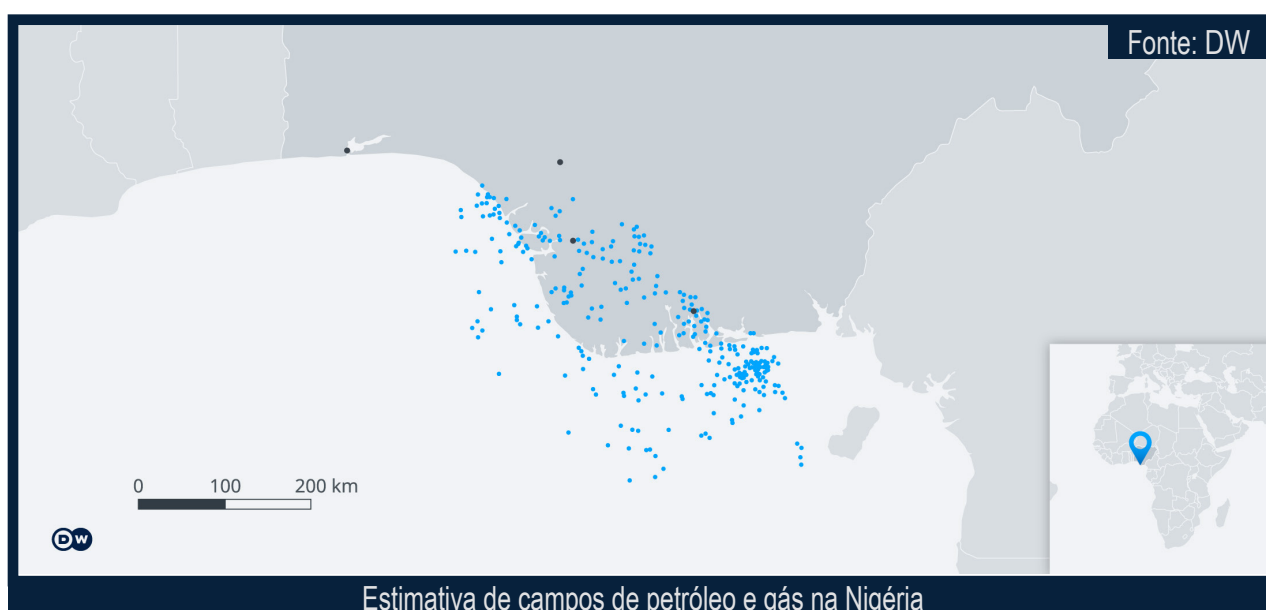 Fonte: DW
0 100 200 km
DW
Estimativa de campos de petróleo e gás na Nigéria